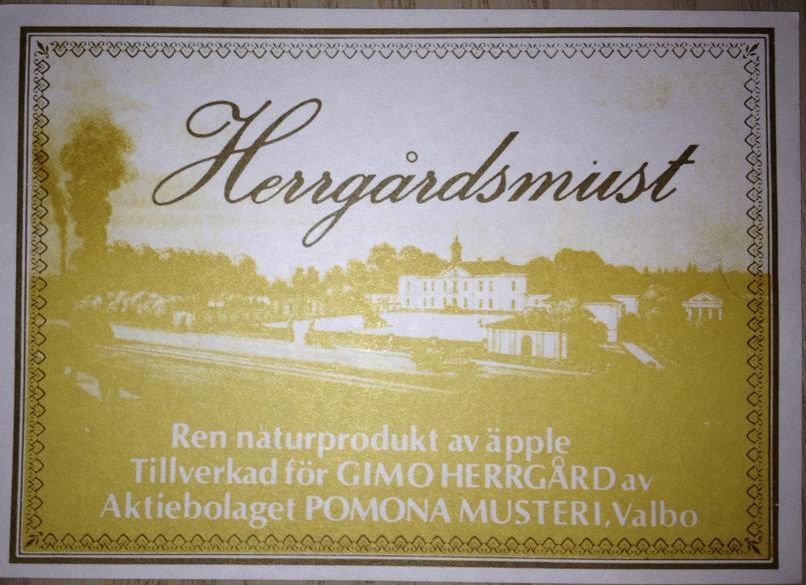 Herrgårdsmust
Ren naturprodukt av äpple
Tillverkad för GIMO HERRGÅRD av
Aktiebolaget POMONA MUSTERI, Valbo